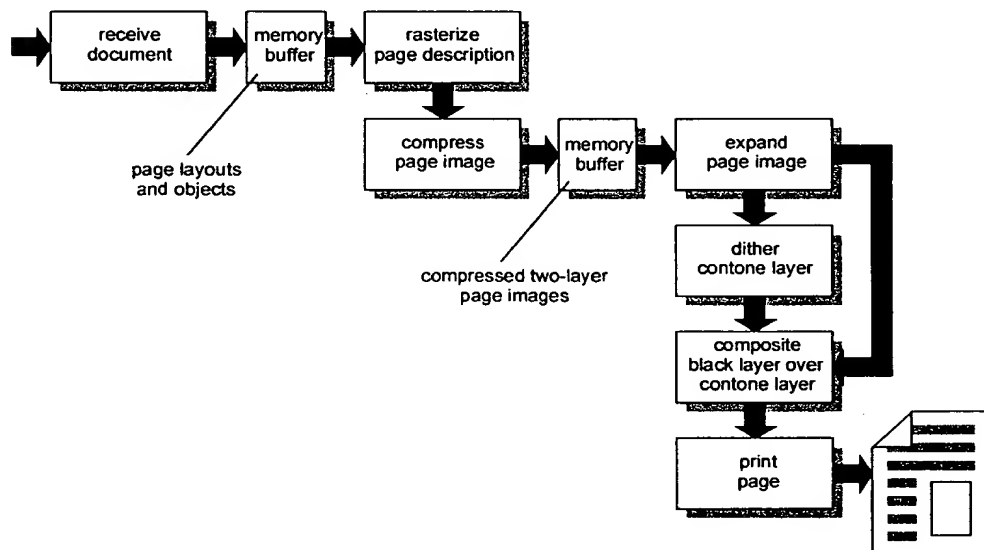 receive
document
memory
buffer
rasterize
page description
page layouts
and objects
compress
page image
memory
buffer
expand
page image
compressed two-layer
page images
dither
contone layer
composite
black layer over
contone layer
print
page